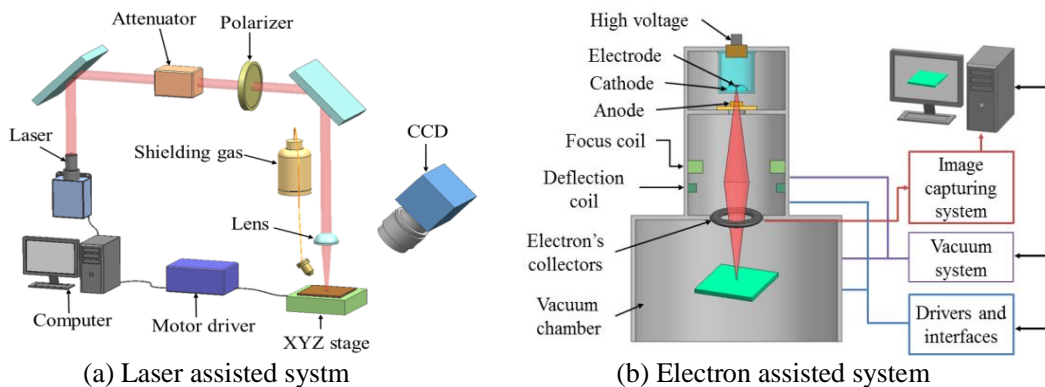 Attenuator
Polarizer
Laser
Shielding gas
CCD
Lens
Computer
Motor driver
XYZ stage
(a) Laser assisted systm
High voltage
Electrode
Cathode
Anode
Focus coil
Deflection
coil
Electron's
collectors
Vacuum
chamber
Image
capturing
system
Vacuum
system
Drivers and
interfaces
(b) Electron assisted system